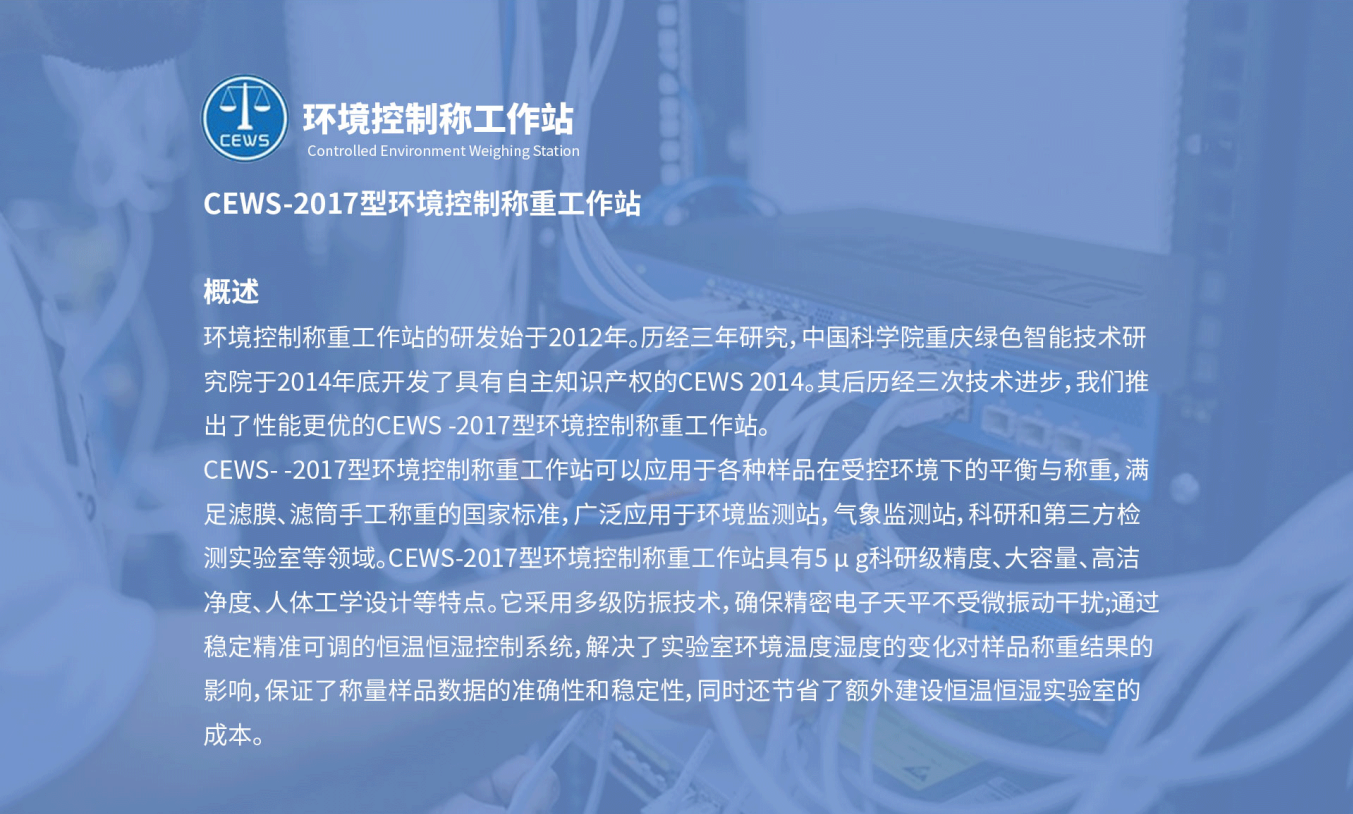 CEWS
环境控制称工作站
Controlled Environment Weighing Station
CEWS-2017型环境控制称重工作站
概述
环境控制称重工作站的研发始于2012年。历经三年研究，中国科学院重庆绿色智能技术研
究院于2014年底开发了具有自主知识产权的CEWS 2014。其后历经三次技术进步，我们推
出了性能更优的CEWS -2017型环境控制称重工作站。
CEWS- -2017型环境控制称重工作站可以应用于各种样品在受控环境下的平衡与称重，满
足滤膜、滤筒手工称重的国家标准，广泛应用于环境监测站，气象监测站，科研和第三方检
测实验室等领域。CEWS-2017型环境控制称重工作站具有5 μ g科研级精度、大容量、高洁
净度、人体工学设计等特点。它采用多级防振技术，确保精密电子天平不受微振动干扰;通过
稳定精准可调的恒温恒湿控制系统，解决了实验室环境温度湿度的变化对样品称重结果的
影响，保证了称量样品数据的准确性和稳定性，同时还节省了额外建设恒温恒湿实验室的
成本。